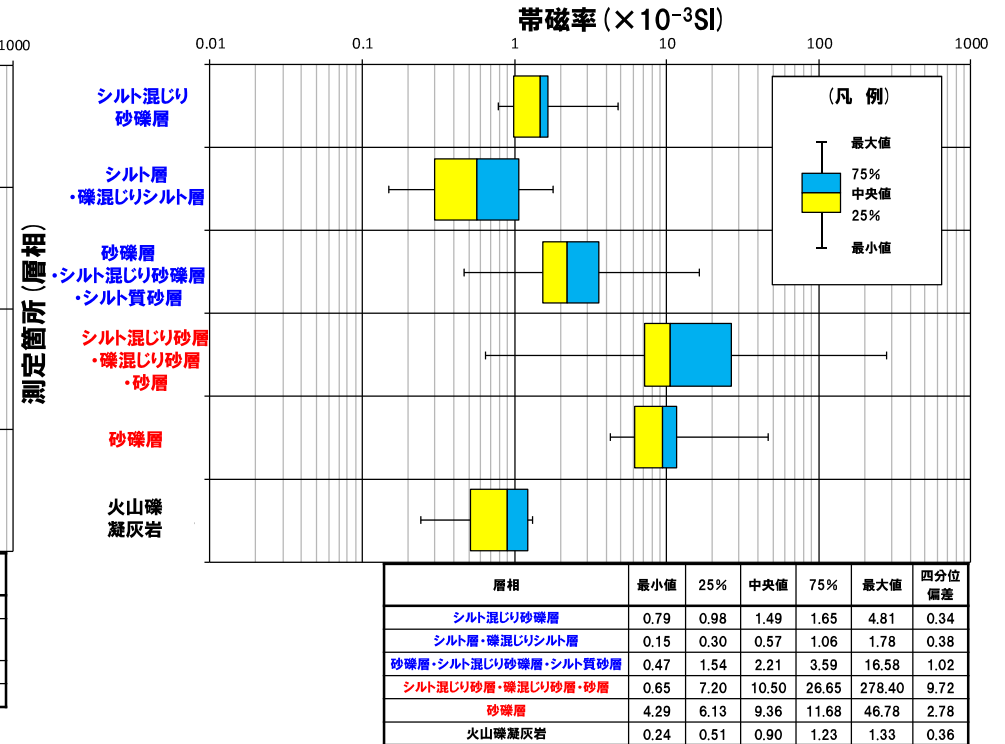 帯磁率(×10⁻³SI)
1000
0.01 0.1 1 10 100 1000
測定箇所(層相)
シルト混じり
砂礫層
シルト層
・礫混じりシルト層
砂礫層
・シルト混じり砂礫層
・シルト質砂層
シルト混じり砂層
・礫混じり砂層
・砂層
砂礫層
火山礫
凝灰岩
(凡 例)
最大値
75%
中央値
25%
最小値
層相 最小値 25% 中央値 75% 最大値 四分位
偏差
シルト混じり砂礫層 0.79 0.98 1.49 1.65 4.81 0.34
シルト層・礫混じりシルト層 0.15 0.30 0.57 1.06 1.78 0.38
砂礫層・シルト混じり砂礫層・シルト質砂層 0.47 1.54 2.21 3.59 16.58 1.02
シルト混じり砂層・礫混じり砂層・砂層 0.65 7.20 10.50 26.65 278.40 9.72
砂礫層 4.29 6.13 9.36 11.68 46.78 2.78
火山礫凝灰岩 0.24 0.51 0.90 1.23 1.33 0.36